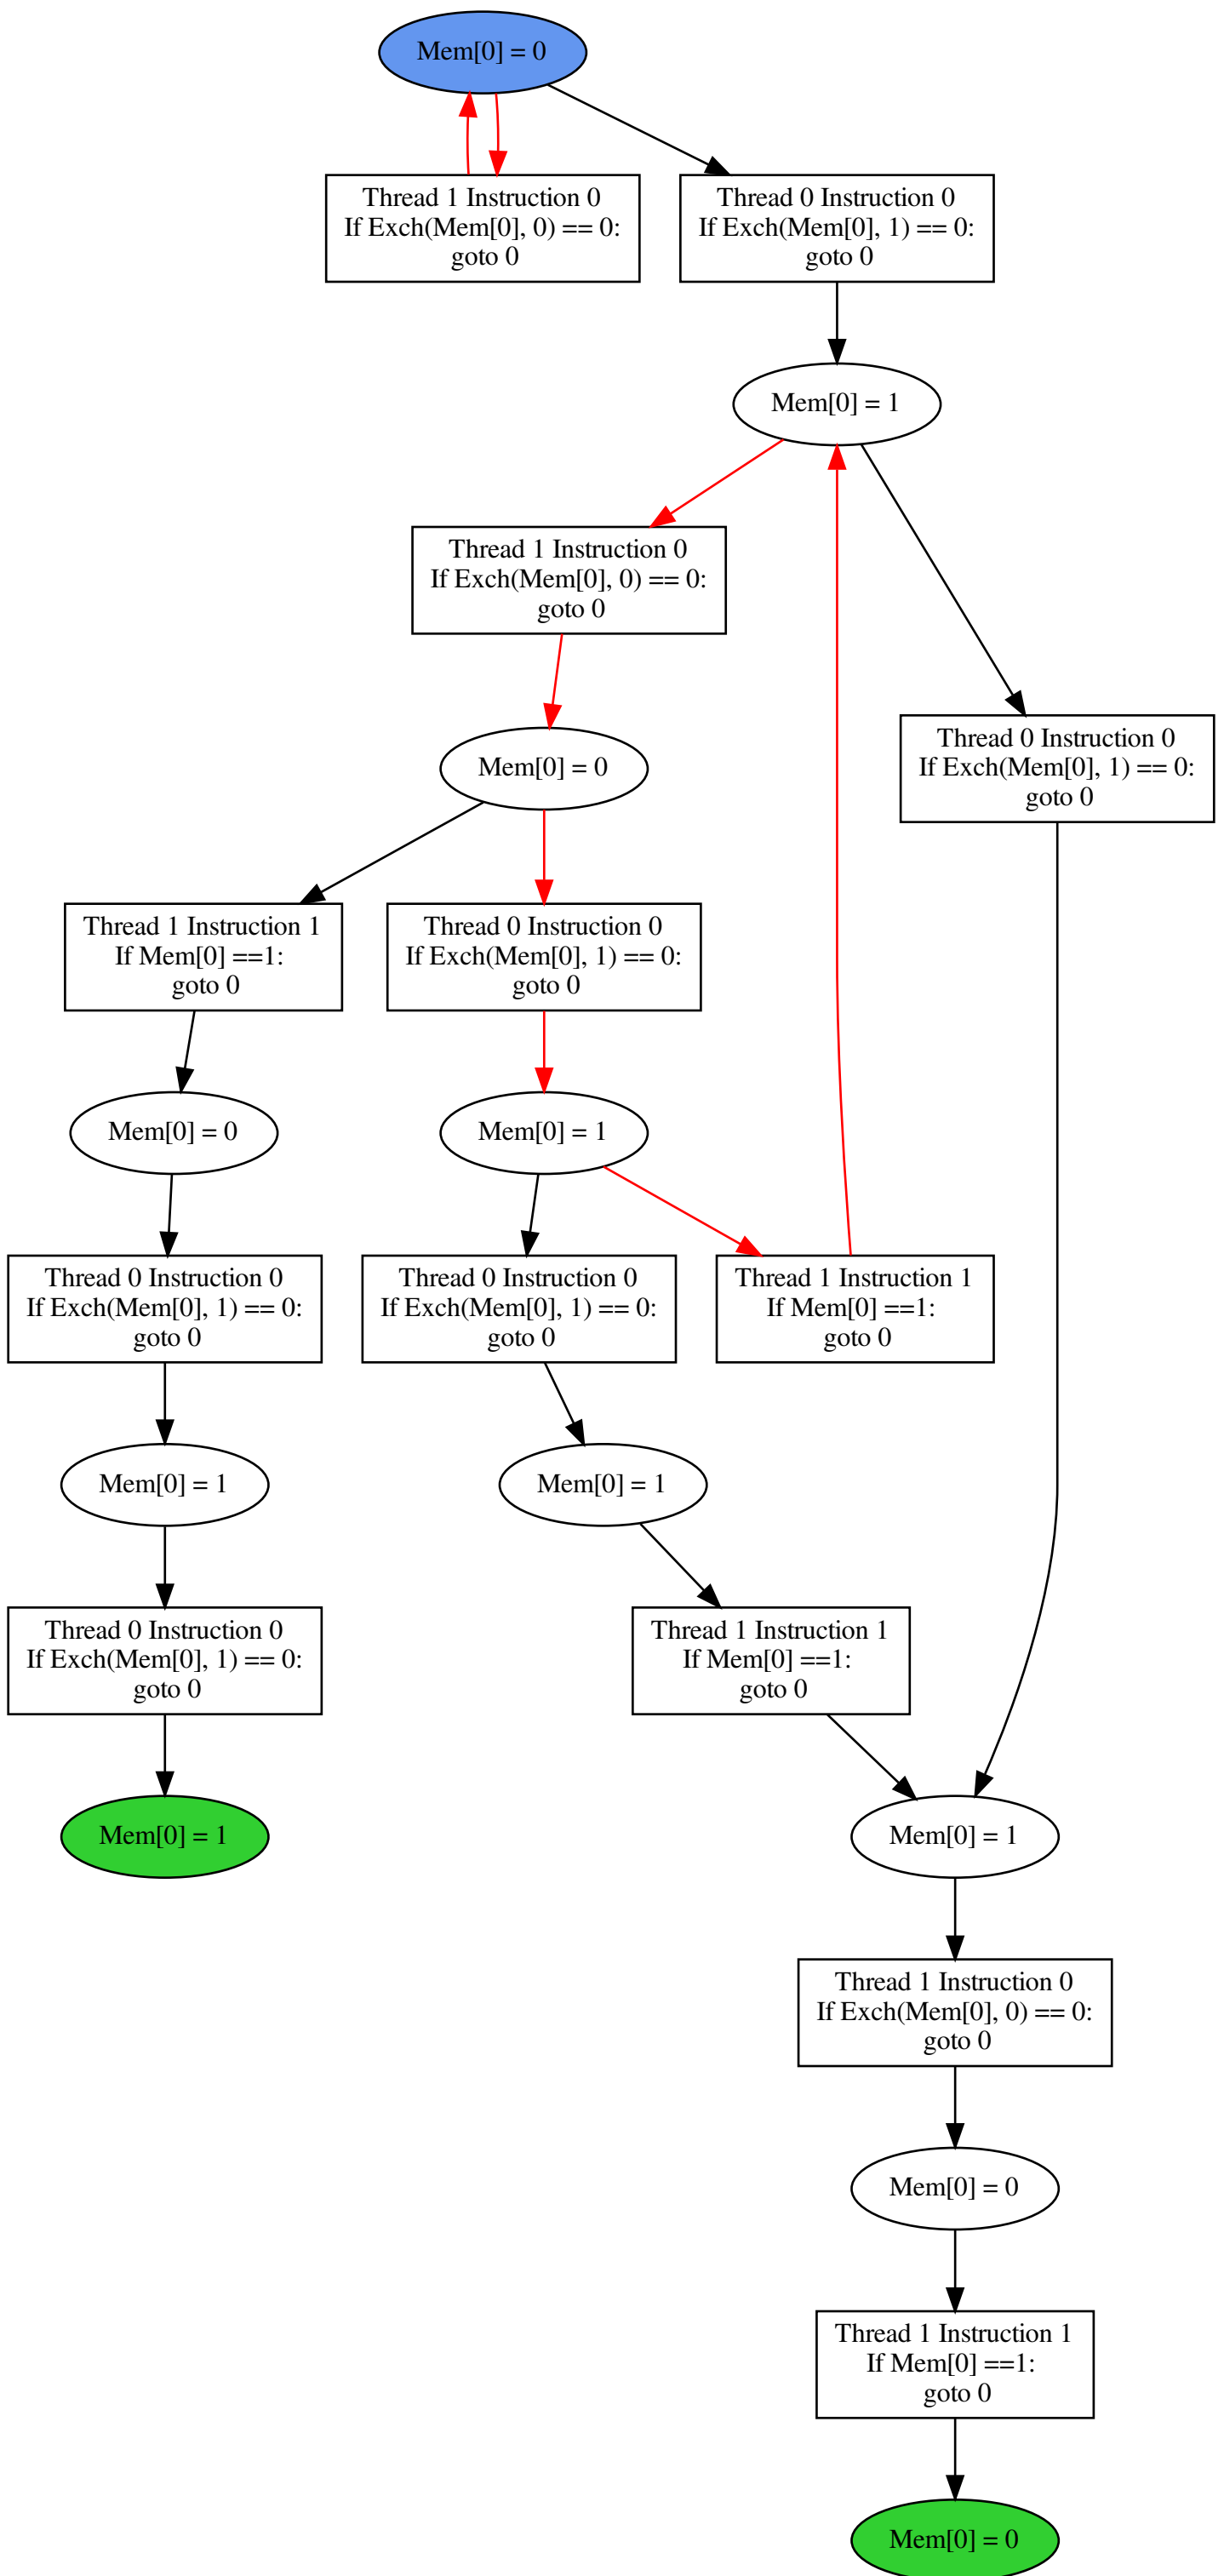 Mem[0] = 0
Thread 1 Instruction 0
If Exch(Mem[0], 0) == 0:
goto 0
Thread 0 Instruction 0
If Exch(Mem[0], 1) == 0:
goto 0
Mem[0] = 1
Thread 1 Instruction 0
If Exch(Mem[0], 0) == 0:
goto 0
Thread 0 Instruction 0
If Exch(Mem[0], 1) == 0:
goto 0
Mem[0] = 0
Thread 1 Instruction 1
If Mem[0] ==1:
goto 0
Thread 0 Instruction 0
If Exch(Mem[0], 1) == 0:
goto 0
Mem[0] = 0
Mem[0] = 1
Thread 0 Instruction 0
If Exch(Mem[0], 1) == 0:
goto 0
Thread 0 Instruction 0
If Exch(Mem[0], 1) == 0:
goto 0
Thread 1 Instruction 1
If Mem[0] ==1:
goto 0
Mem[0] = 1
Mem[0] = 1
Thread 0 Instruction 0
If Exch(Mem[0], 1) == 0:
goto 0
Thread 1 Instruction 1
If Mem[0] ==1:
goto 0
Mem[0] = 1
Mem[0] = 1
Thread 1 Instruction 0
If Exch(Mem[0], 0) == 0:
goto 0
Mem[0] = 0
Thread 1 Instruction 1
If Mem[0] ==1:
goto 0
Mem[0] = 0